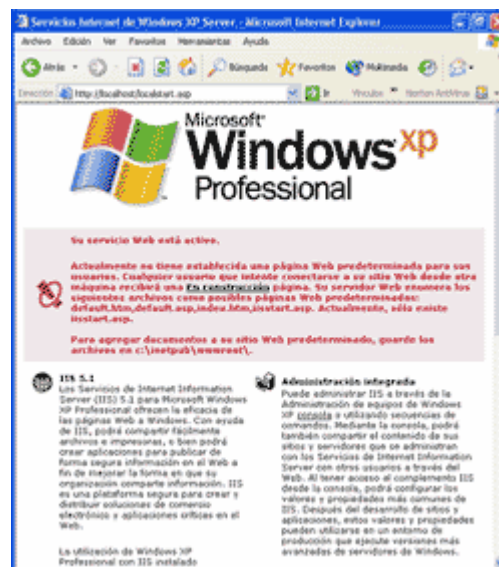 Servicios Internet de Windows XP Server - Microsoft Internet Explorer
Archivo Edición Ver Favoritos Herramientas Ayuda
Atrás Búsqueda Favoritos Multimedia
Dirección http://localhost/localstart.asp Ir Vínculos Norton AntiVirus
Microsoft
Windows xp
Professional
Su servicio Web está activo.
Actualmente no tiene establecida una página Web predeterminada para sus
usuarios. Cualquier usuario que intente conectarse a su sitio Web desde otra
máquina recibirá una En construcción página. Su servidor Web enumera los
siguientes archivos como posibles páginas Web predeterminadas:
default.htm,default.asp,index.htm,iisstart.asp. Actualmente, sólo existe
iisstart.asp.
Para agregar documentos a su sitio Web predeterminado, guarde los
archivos en c:\inetpub\wwwroot\.
IIS 5.1
Los Servicios de Internet Information
Server (IIS) 5.1 para Microsoft Windows
XP Professional ofrecen la eficacia de
las páginas Web a Windows. Con ayuda
de IIS, podrá compartir fácilmente
archivos e impresoras, o bien podrá
crear aplicaciones para publicar de
forma segura información en el Web a
fin de mejorar la forma en que su
organización comparte información. IIS
es una plataforma segura para crear y
distribuir soluciones de comercio
electrónico y aplicaciones críticas en el
Web.
La utilización de Windows XP
Professional con IIS instalado
Administración integrada
Puede administrar IIS a través de la
Administración de equipos de Windows
XP consola o utilizando secuencias de
comandos. Mediante la consola, podrá
también compartir el contenido de sus
sitios y servidores que se administran
con los Servicios de Internet Information
Server con otros usuarios a través del
Web. Al tener acceso al complemento IIS
desde la consola, podrá configurar los
valores y propiedades más comunes de
IIS. Después del desarrollo de sitios y
aplicaciones, estos valores y propiedades
pueden utilizarse en un entorno de
producción que ejecute versiones más
avanzadas de servidores de Windows.